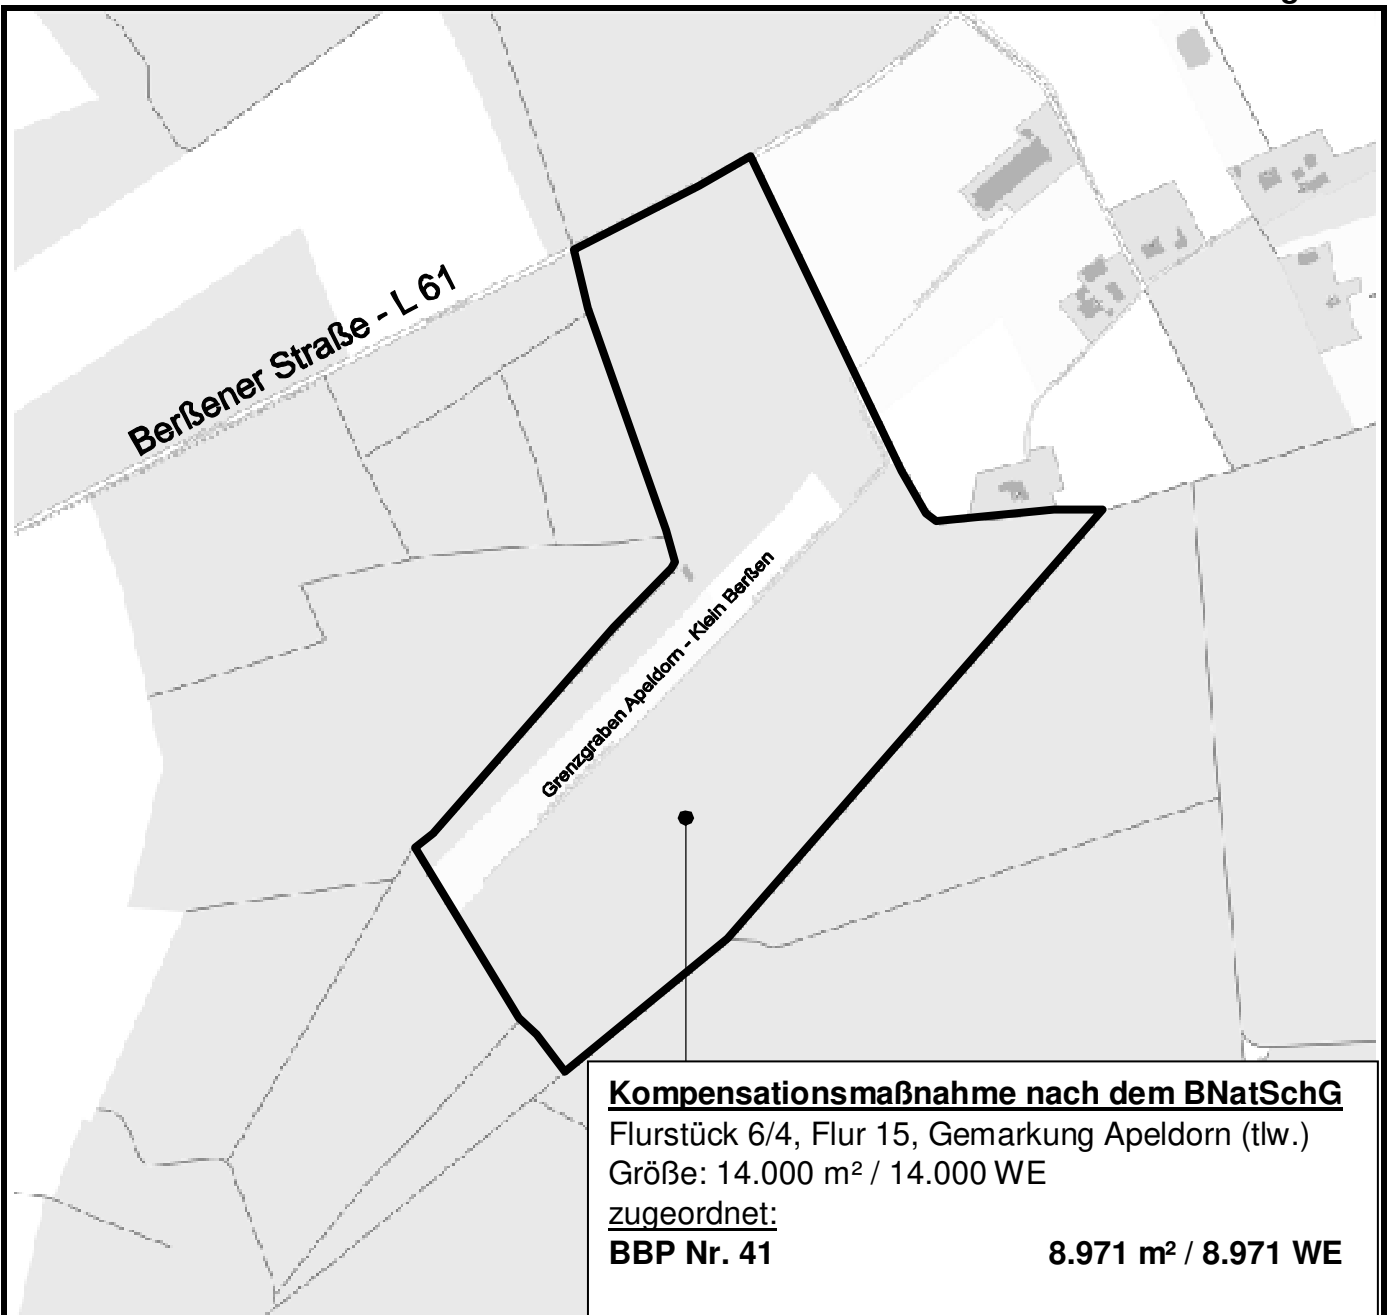 Berßener Straße - L 61
Grenzgraben Apeldorn - Klein Berßen
Kompensationsmaßnahme nach dem BNatSchG
Flurstück 6/4, Flur 15, Gemarkung Apeldorn (tlw.)
Größe: 14.000 m² / 14.000 WE
zugeordnet:
BBP Nr. 41 8.971 m² / 8.971 WE